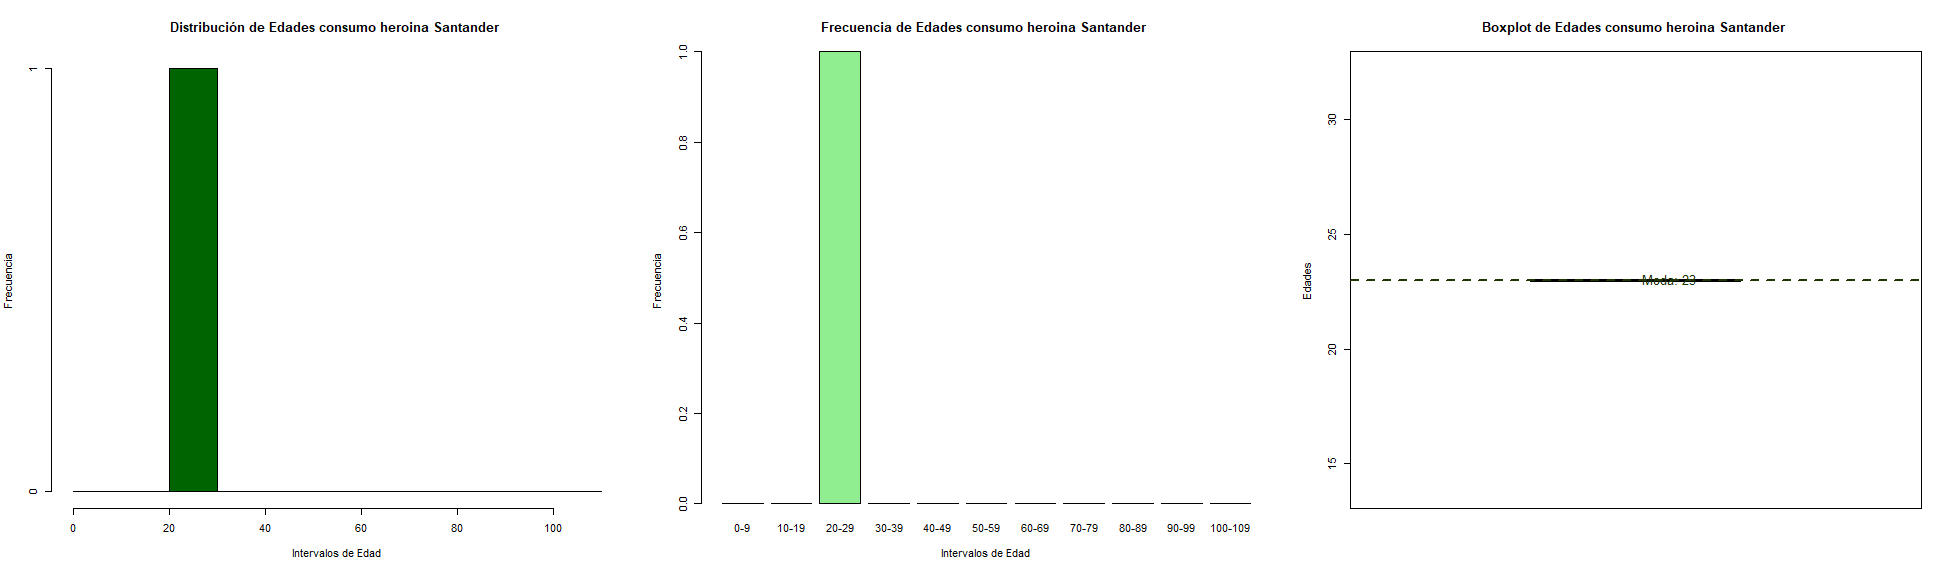 Distribución de Edades consumo heroina Santander
Frecuencia
1
0
0 20 40 60 80 100
Intervalos de Edad
Frecuencia de Edades consumo heroina Santander
Frecuencia
1.0
0.8
0.6
0.4
0.2
0.0
0-9 10-19 20-29 30-39 40-49 50-59 60-69 70-79 80-89 90-99 100-109
Intervalos de Edad
Boxplot de Edades consumo heroina Santander
Edades
30
25
20
15
Moda: 23